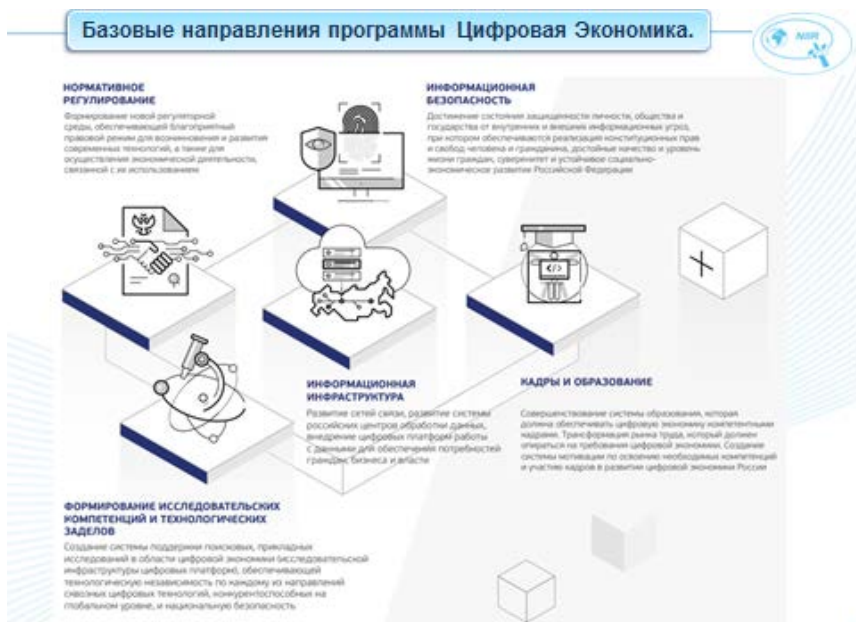 Базовые направления программы Цифровая Экономика.
NIIR
НОРМАТИВНОЕ
РЕГУЛИРОВАНИЕ
Формирование новой регуляторной
среды, обеспечивающей благоприятный
правовой режим для возникновения и развития
современных технологий, а также для
осуществления экономической деятельности,
связанной с их использованием
ИНФОРМАЦИОННАЯ
БЕЗОПАСНОСТЬ
Достижение состояния защищенности личности, общества и
государства от внутренних и внешних информационных угроз,
при котором обеспечиваются реализация конституционных прав
и свобод человека и гражданина, достойные качество и уровень
жизни граждан, суверенитет и устойчивое социально-
экономическое развитие Российской Федерации
</>
ИНФОРМАЦИОННАЯ
ИНФРАСТРУКТУРА
Развитие сетей связи, развитие системы
российских центров обработки данных,
внедрение цифровых платформ работы
с данными для обеспечения потребностей
граждан, бизнеса и власти
КАДРЫ И ОБРАЗОВАНИЕ
Совершенствование системы образования, которая
должна обеспечивать цифровую экономику компетентными
кадрами. Трансформация рынка труда, который должен
опираться на требования цифровой экономики. Создание
системы мотивации по освоению необходимых компетенций
и участию кадров в развитии цифровой экономики России
ФОРМИРОВАНИЕ ИССЛЕДОВАТЕЛЬСКИХ
КОМПЕТЕНЦИЙ И ТЕХНОЛОГИЧЕСКИХ
ЗАДЕЛОВ
Создание системы поддержки поисковых, прикладных
исследований в области цифровой экономики (исследовательской
инфраструктуры цифровых платформ), обеспечивающей
технологическую независимость по каждому из направлений
сквозных цифровых технологий, конкурентоспособных на
глобальном уровне, и национальную безопасность